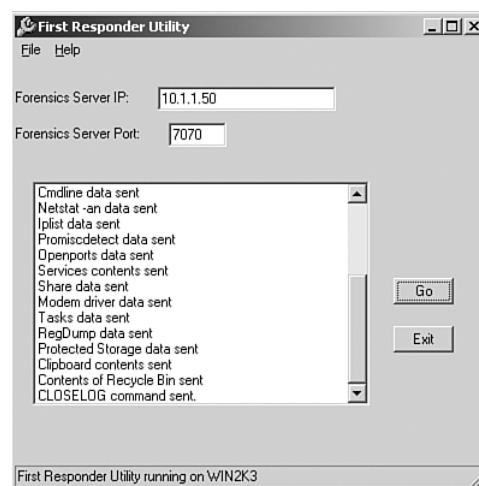 First Responder Utility
File Help
Forensics Server IP: 10.1.1.50
Forensics Server Port: 7070
Cmdline data sent
Netstat -an data sent
Iplist data sent
Promiscdetect data sent
Openports data sent
Services contents sent
Share data sent
Modem driver data sent
Tasks data sent
RegDump data sent
Protected Storage data sent
Clipboard contents sent
Contents of Recycle Bin sent
CLOSELOG command sent.
Go
Exit
First Responder Utility running on WIN2K3